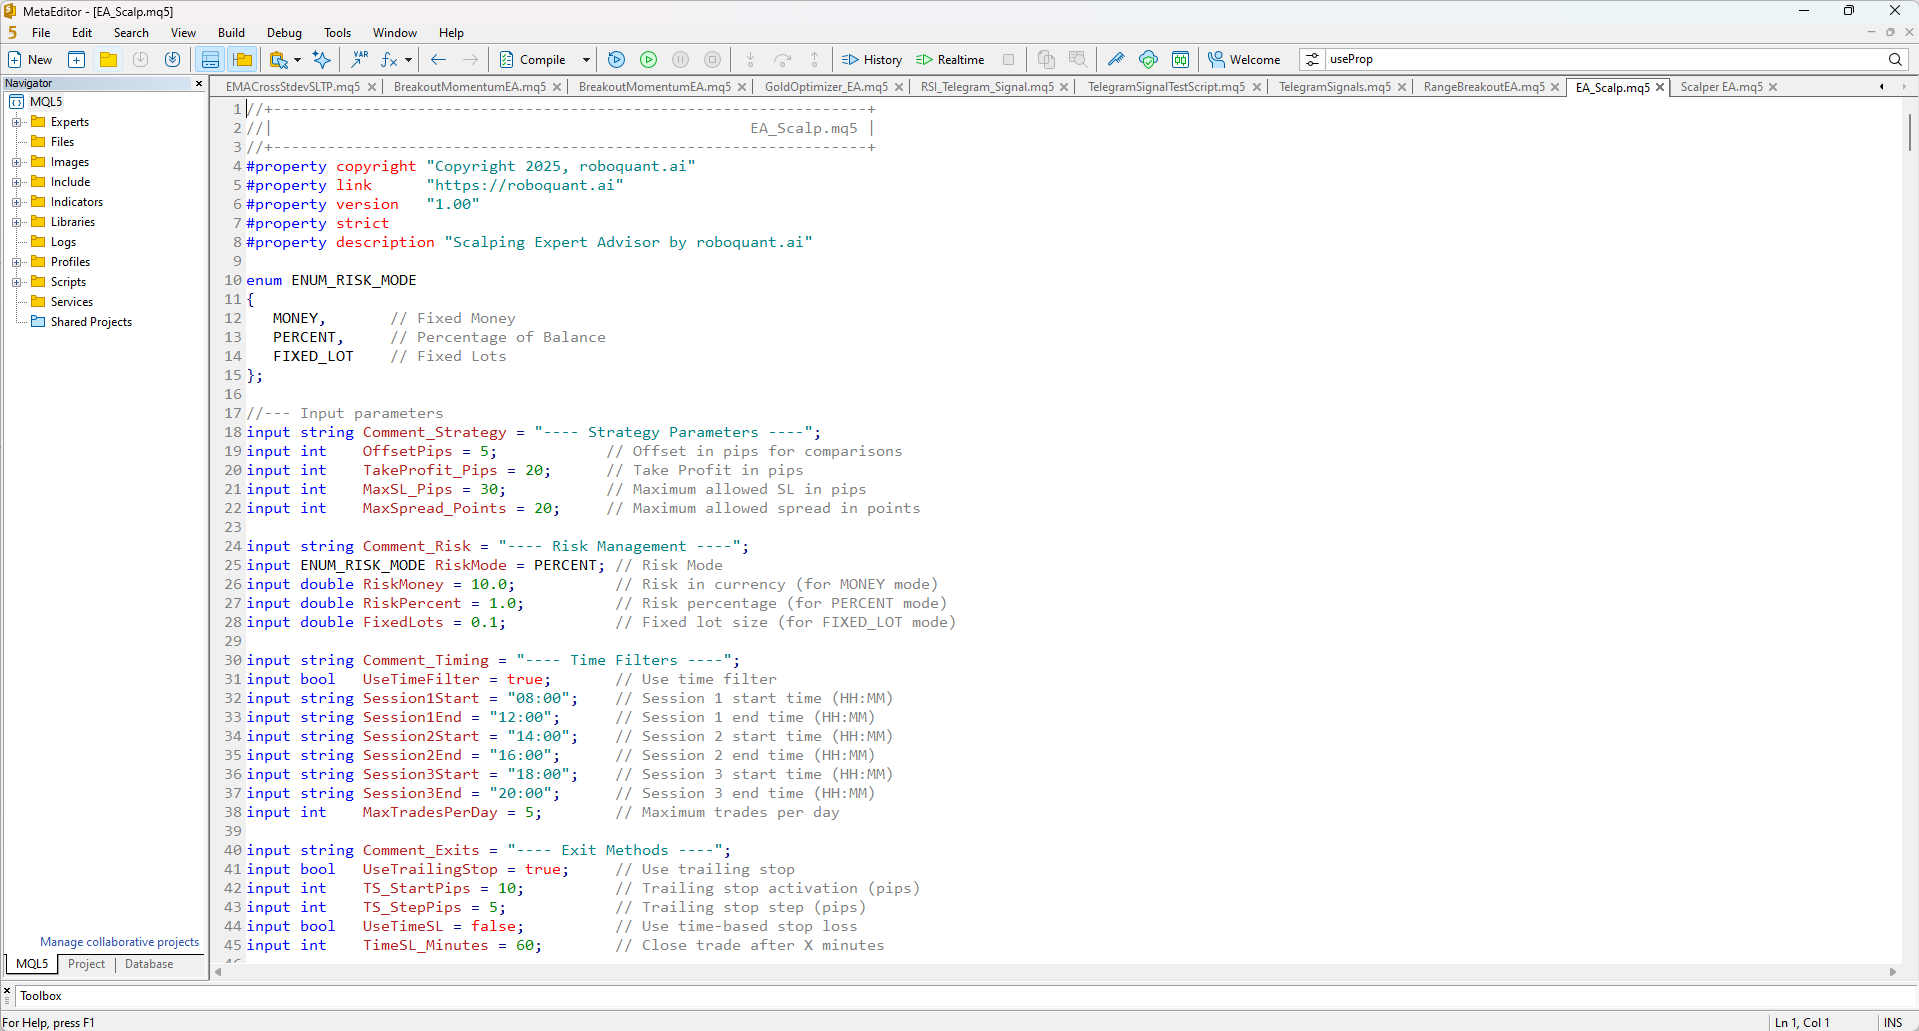 MetaEditor - [EA_Scalp.mq5]
5 File Edit Search View Build Debug Tools Window Help
New VAR fx Compile History Realtime Welcome useProp
Navigator
MQL5
Experts
Files
Images
Include
Indicators
Libraries
Logs
Profiles
Scripts
Services
Shared Projects
Manage collaborative projects
MQL5 Project Database
EMACrossStdevSLTP.mq5 BreakoutMomentumEA.mq5 BreakoutMomentumEA.mq5 GoldOptimizer_EA.mq5 RSI_Telegram_Signal.mq5 TelegramSignalTestScript.mq5 TelegramSignals.mq5 RangeBreakoutEA.mq5 EA_Scalp.mq5 Scalper EA.mq5
1 //+------------------------------------------------------------------+
2 //|                                                     EA_Scalp.mq5 |
3 //+------------------------------------------------------------------+
4 #property copyright "Copyright 2025, roboquant.ai"
5 #property link      "https://roboquant.ai"
6 #property version   "1.00"
7 #property strict
8 #property description "Scalping Expert Advisor by roboquant.ai"
9
10 enum ENUM_RISK_MODE
11 {
12    MONEY,       // Fixed Money
13    PERCENT,     // Percentage of Balance
14    FIXED_LOT    // Fixed Lots
15 };
16
17 //--- Input parameters
18 input string Comment_Strategy = "---- Strategy Parameters ----";
19 input int    OffsetPips = 5;            // Offset in pips for comparisons
20 input int    TakeProfit_Pips = 20;      // Take Profit in pips
21 input int    MaxSL_Pips = 30;           // Maximum allowed SL in pips
22 input int    MaxSpread_Points = 20;     // Maximum allowed spread in points
23
24 input string Comment_Risk = "---- Risk Management ----";
25 input ENUM_RISK_MODE RiskMode = PERCENT; // Risk Mode
26 input double RiskMoney = 10.0;           // Risk in currency (for MONEY mode)
27 input double RiskPercent = 1.0;          // Risk percentage (for PERCENT mode)
28 input double FixedLots = 0.1;            // Fixed lot size (for FIXED_LOT mode)
29
30 input string Comment_Timing = "---- Time Filters ----";
31 input bool   UseTimeFilter = true;       // Use time filter
32 input string Session1Start = "08:00";    // Session 1 start time (HH:MM)
33 input string Session1End = "12:00";      // Session 1 end time (HH:MM)
34 input string Session2Start = "14:00";    // Session 2 start time (HH:MM)
35 input string Session2End = "16:00";      // Session 2 end time (HH:MM)
36 input string Session3Start = "18:00";    // Session 3 start time (HH:MM)
37 input string Session3End = "20:00";      // Session 3 end time (HH:MM)
38 input int    MaxTradesPerDay = 5;        // Maximum trades per day
39
40 input string Comment_Exits = "---- Exit Methods ----";
41 input bool   UseTrailingStop = true;     // Use trailing stop
42 input int    TS_StartPips = 10;          // Trailing stop activation (pips)
43 input int    TS_StepPips = 5;            // Trailing stop step (pips)
44 input bool   UseTimeSL = false;          // Use time-based stop loss
45 input int    TimeSL_Minutes = 60;        // Close trade after X minutes
Toolbox
For Help, press F1
Ln 1, Col 1 INS